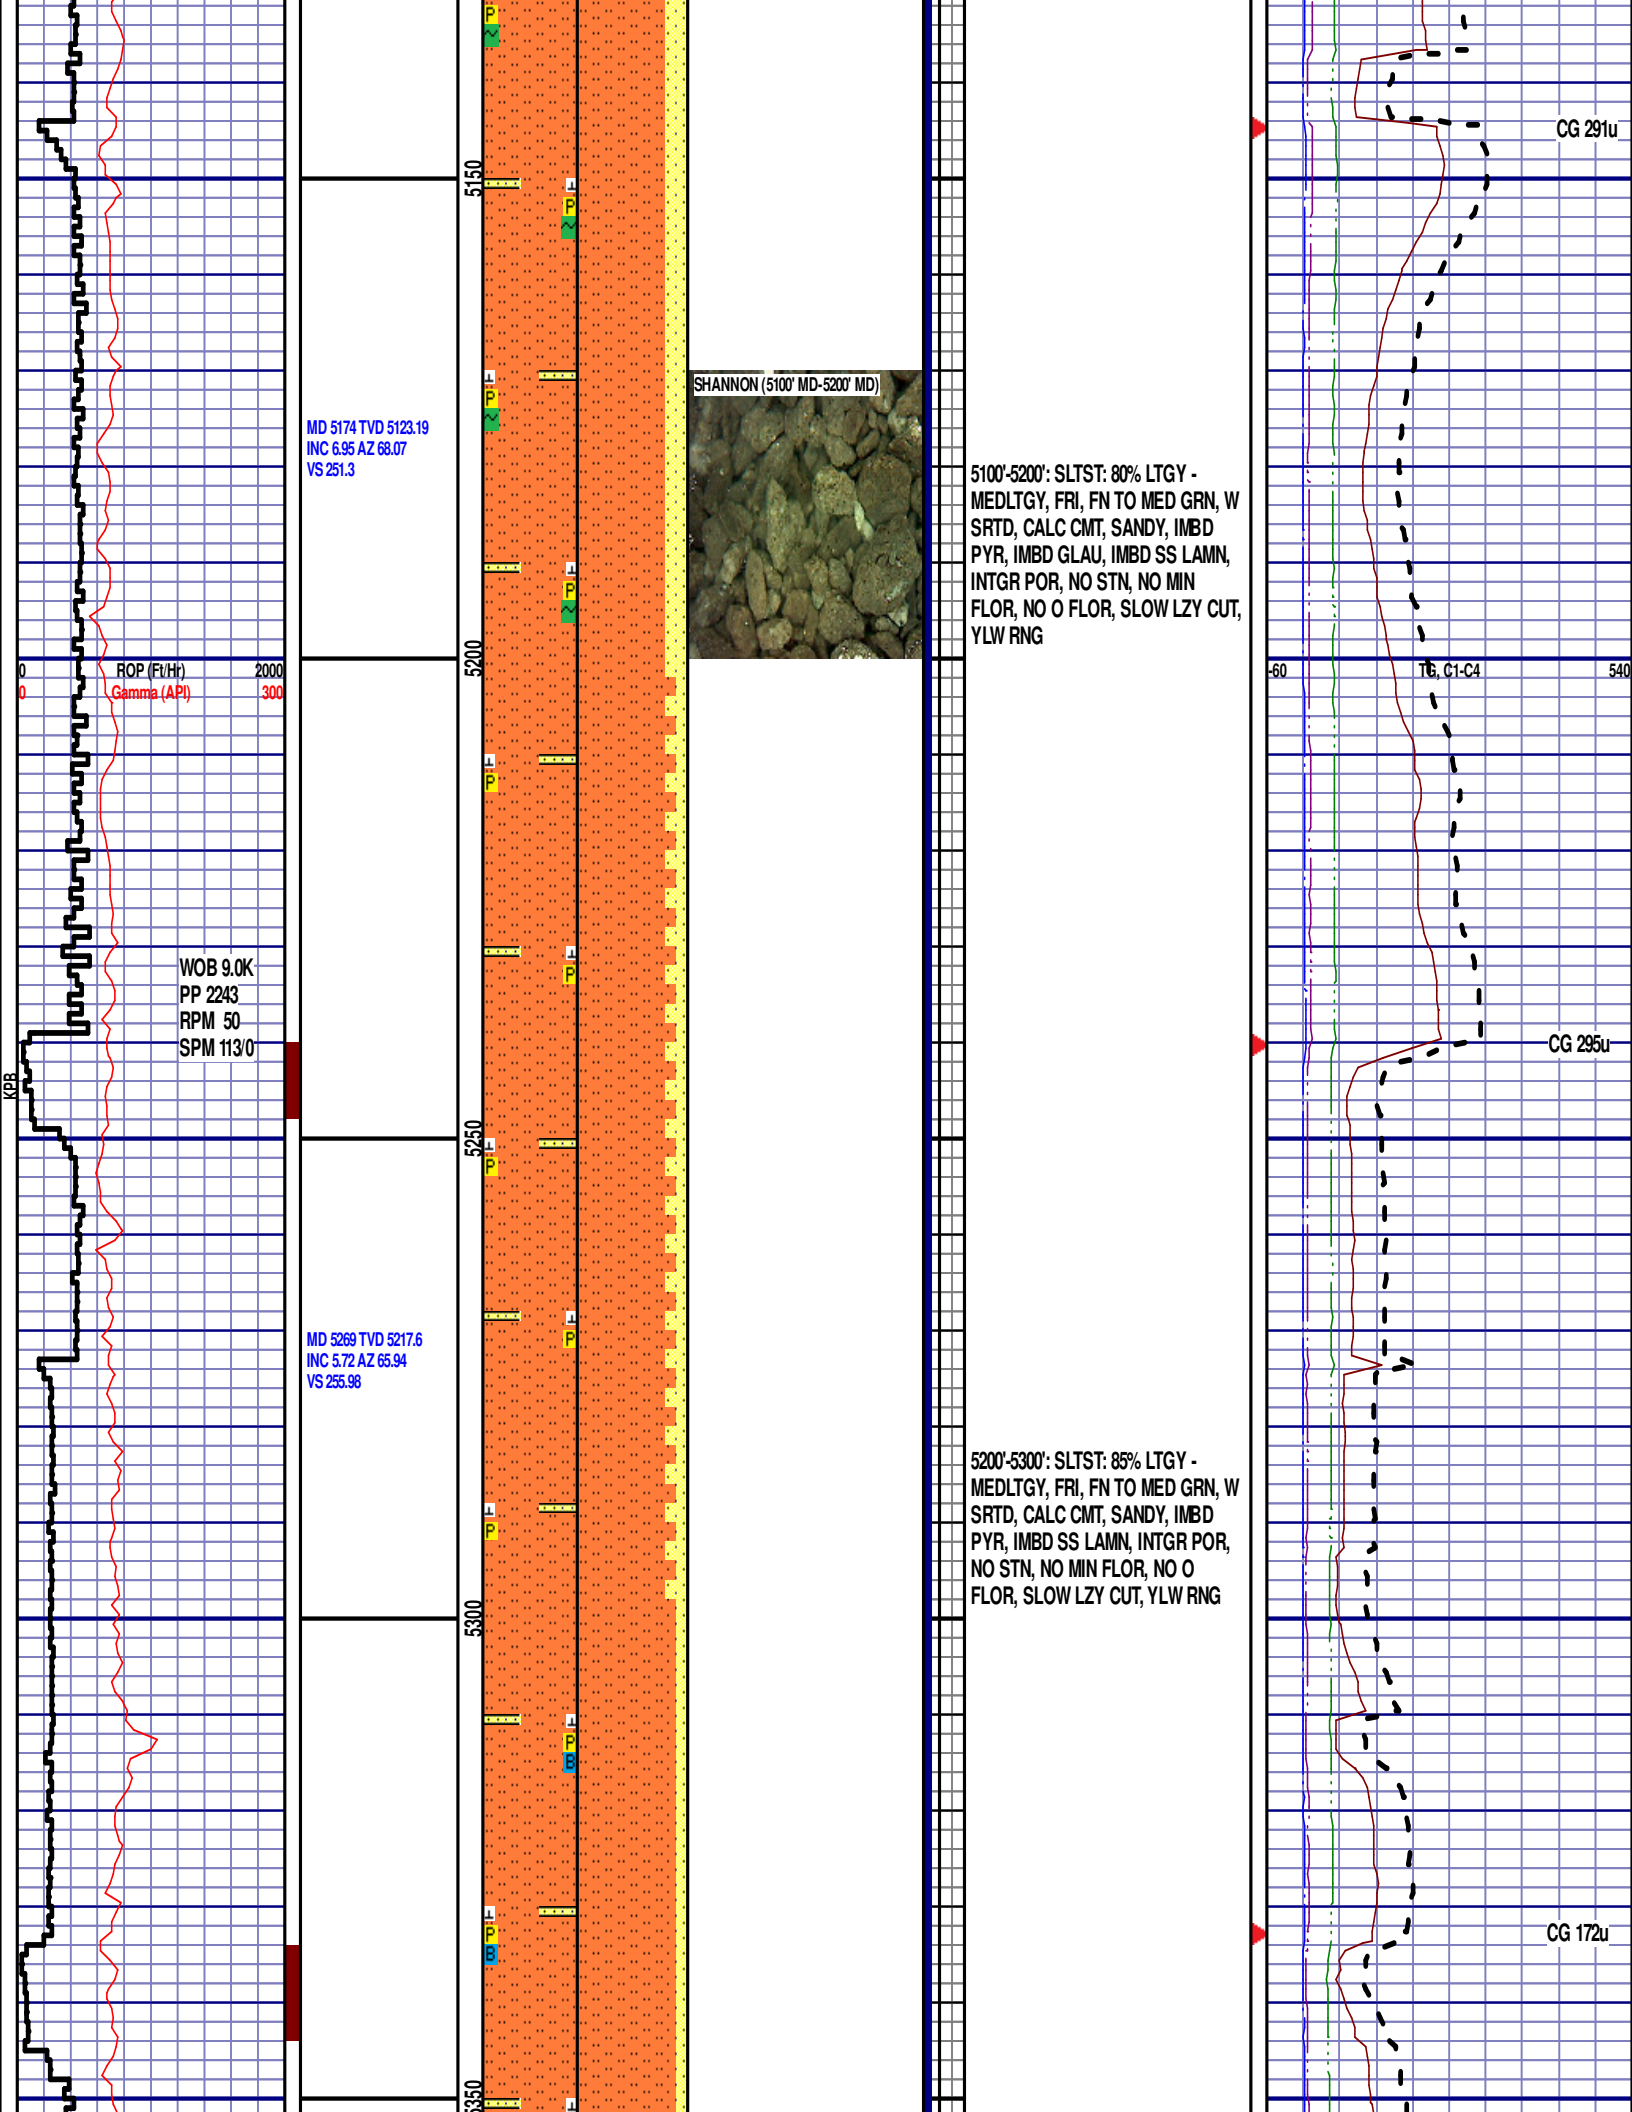 P
CG 291u
5150
P
SHANNON (5100' MD-5200' MD)
P
MD 5174 TVD 5123.19
INC 6.95 AZ 68.07
VS 251.3
5100'-5200': SLTST: 80% LTGY -
MEDLTGY, FRI, FN TO MED GRN, W
SRTD, CALC CMT, SANDY, IMBD
PYR, IMBD GLAU, IMBD SS LAMN,
INTGR POR, NO STN, NO MIN
FLOR, NO O FLOR, SLOW LZY CUT,
YLW RNG
P
5200
0 ROP (Ft/Hr) 2000
0 Gamma (API) 300
-60 TG, C1-C4 540
P
WOB 9.0K
PP 2243
RPM 50
SPM 113/0
P
CG 295u
KPB
5250
P
MD 5269 TVD 5217.6
INC 5.72 AZ 65.94
VS 255.98
P
5200'-5300': SLTST: 85% LTGY -
MEDLTGY, FRI, FN TO MED GRN, W
SRTD, CALC CMT, SANDY, IMBD
PYR, IMBD SS LAMN, INTGR POR,
NO STN, NO MIN FLOR, NO O
FLOR, SLOW LZY CUT, YLW RNG
P
5300
P
B
P
B
CG 172u
5350